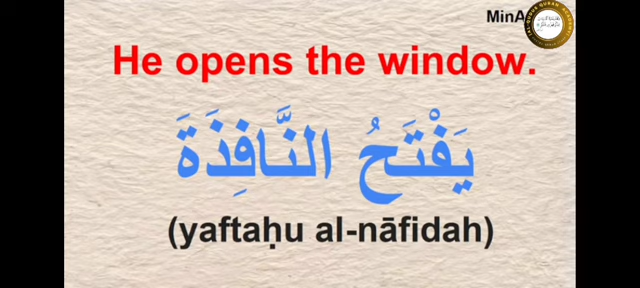 MinA
He opens the window.
يَفْتَحُ النَّافِذَةَ
(yaftaḥu al-nāfidah)